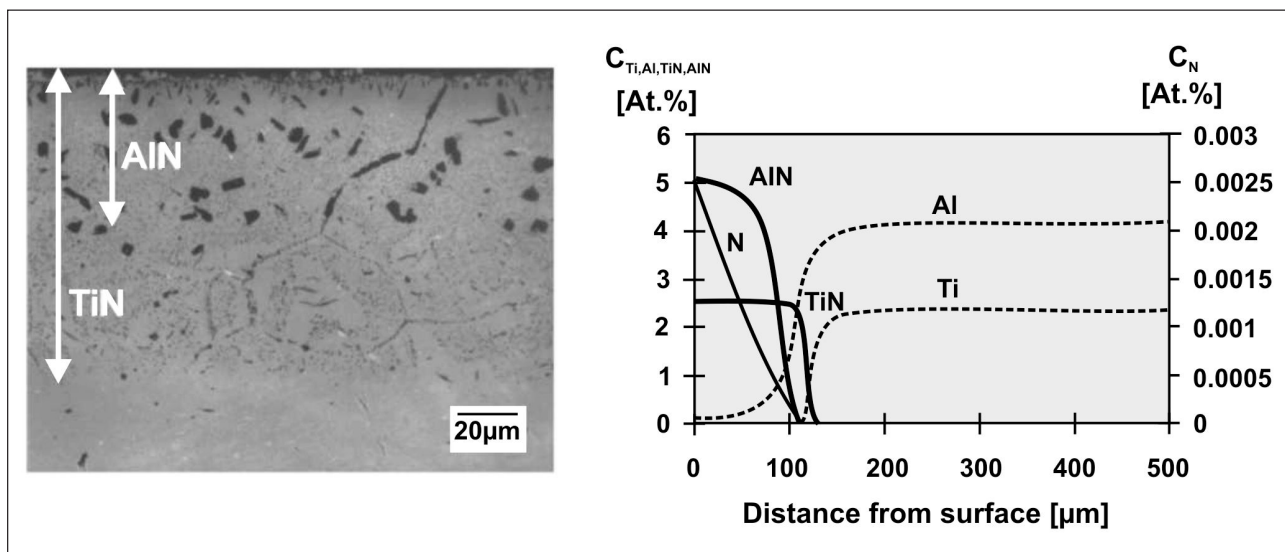 AlN
TiN
20µm
C Ti,Al,TiN,AlN
[At.%]
C N
[At.%]
6
5
4
3
2
1
0
AlN
N
TiN
Al
Ti
0.003
0.0025
0.002
0.0015
0.001
0.0005
0
0 100 200 300 400 500
Distance from surface [µm]